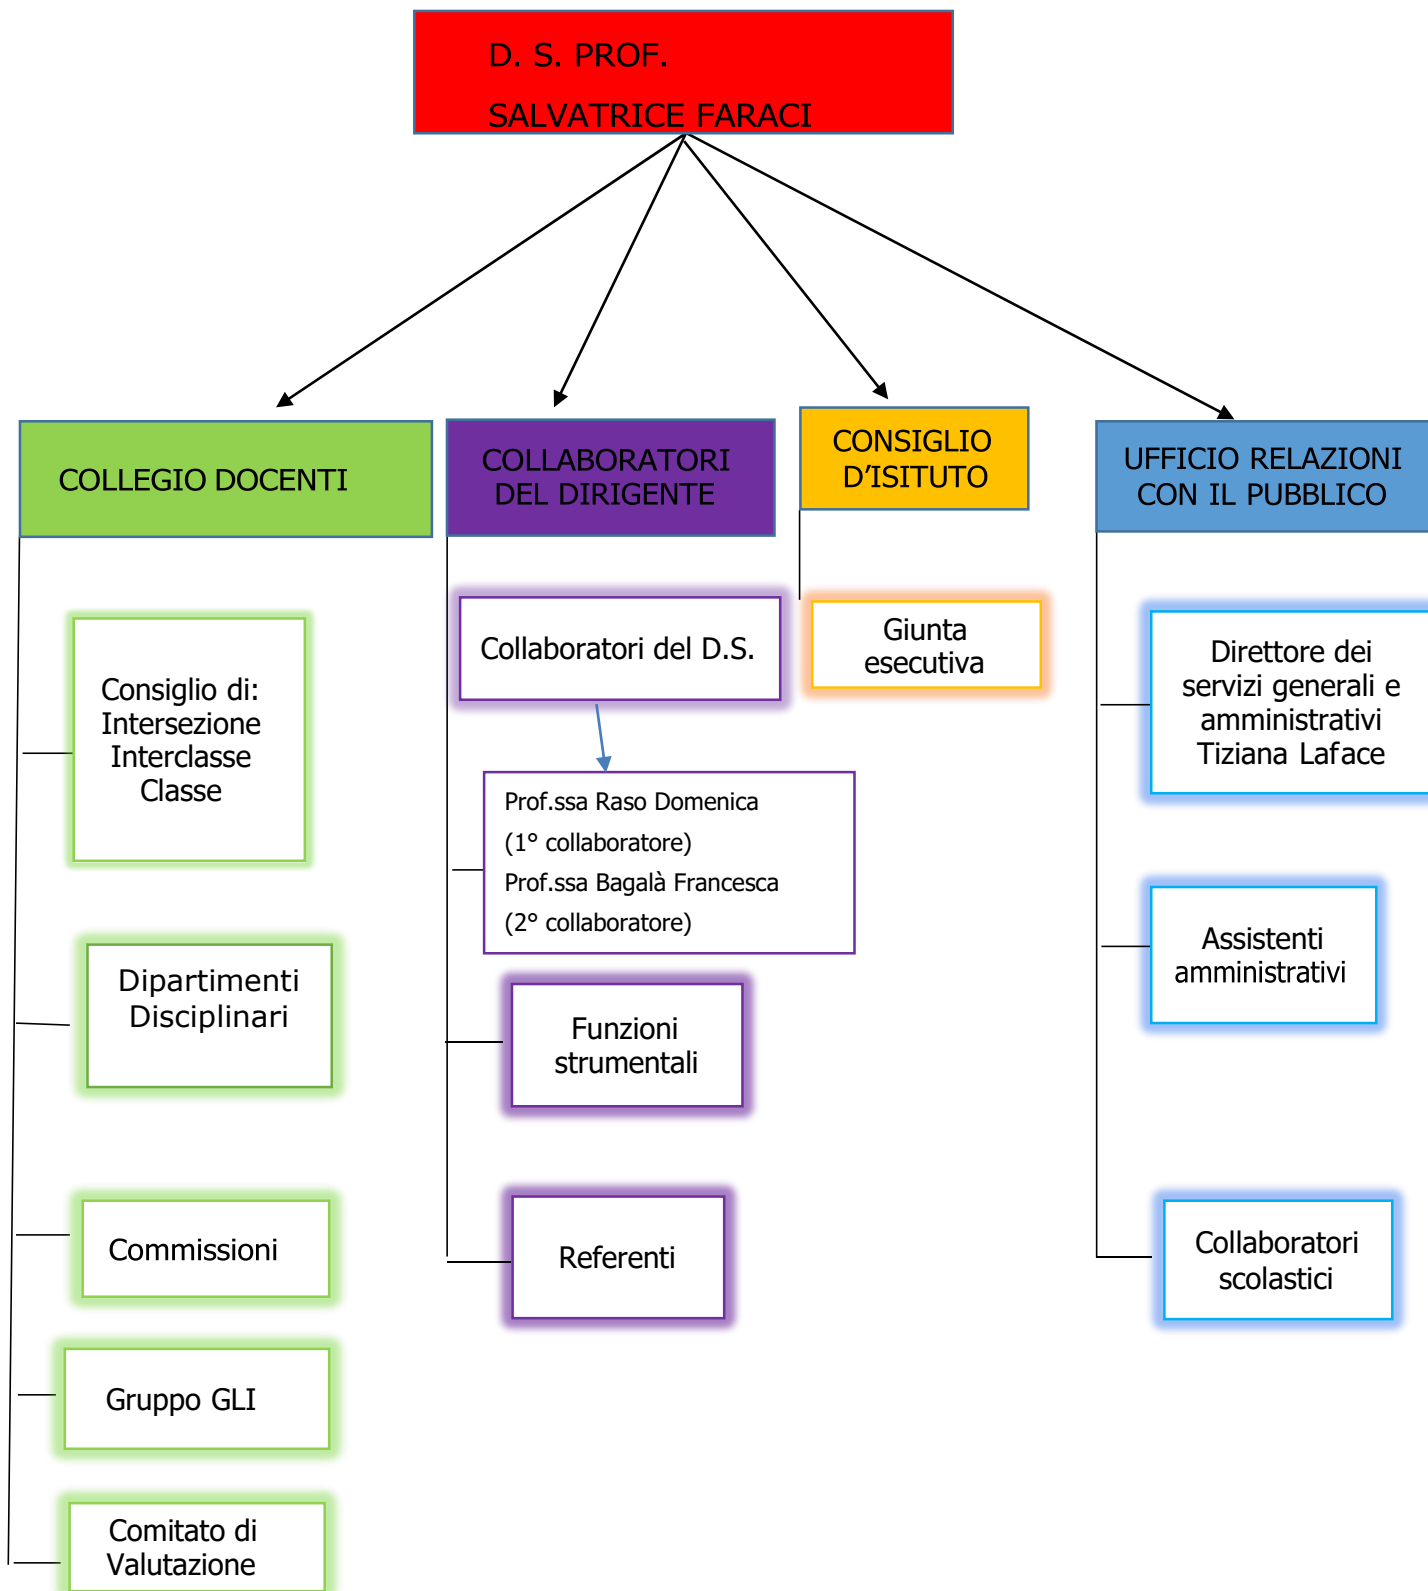 D. S. PROF.
SALVATRICE FARACI
COLLEGIO DOCENTI
COLLABORATORI
DEL DIRIGENTE
CONSIGLIO
D’ISITUTO
UFFICIO RELAZIONI
CON IL PUBBLICO
Consiglio di:
Intersezione
Interclasse
Classe
Dipartimenti
Disciplinari
Commissioni
Gruppo GLI
Comitato di
Valutazione
Collaboratori del D.S.
Prof.ssa Raso Domenica
(1° collaboratore)
Prof.ssa Bagalà Francesca
(2° collaboratore)
Funzioni
strumentali
Referenti
Giunta
esecutiva
Direttore dei
servizi generali e
amministrativi
Tiziana Laface
Assistenti
amministrativi
Collaboratori
scolastici